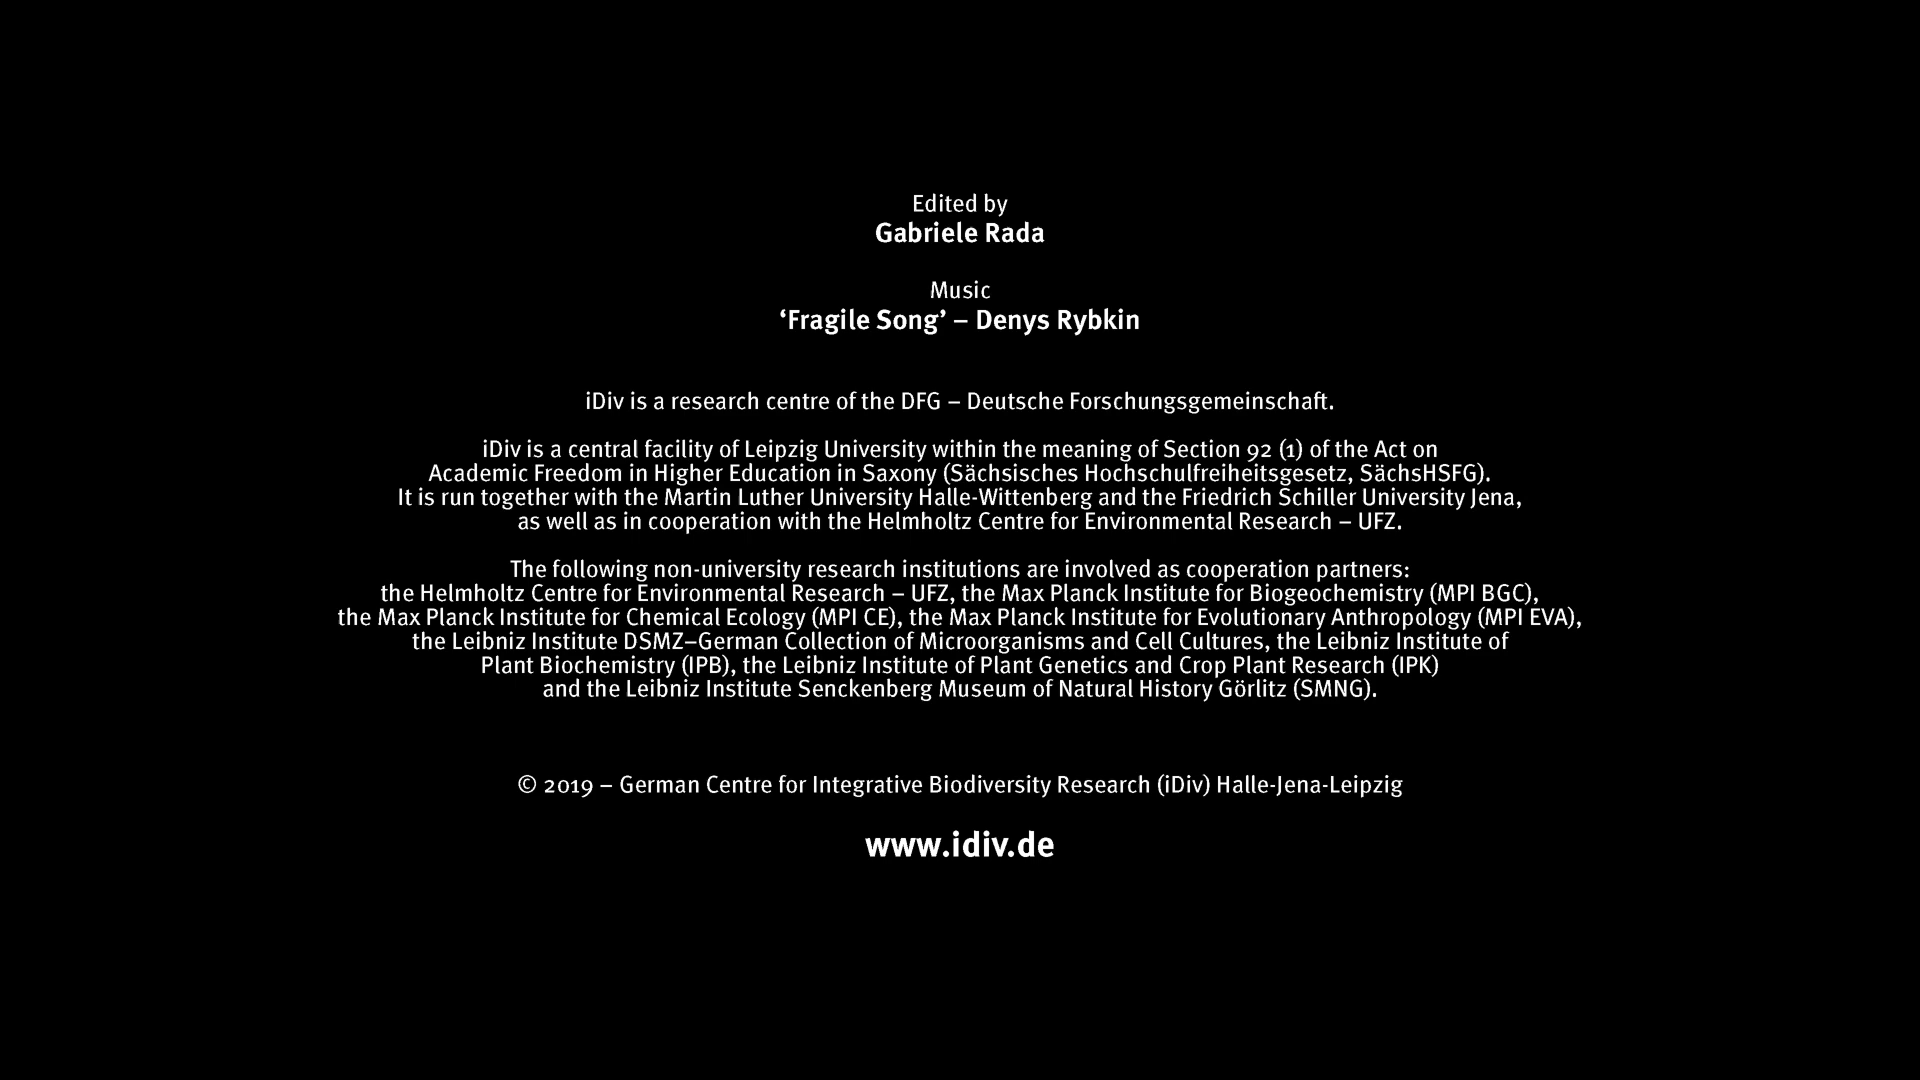 Edited by
Gabriele Rada
Music
‘Fragile Song’ – Denys Rybkin
iDiv is a research centre of the DFG – Deutsche Forschungsgemeinschaft.
iDiv is a central facility of Leipzig University within the meaning of Section 92 (1) of the Act on
Academic Freedom in Higher Education in Saxony (Sächsisches Hochschulfreiheitsgesetz, SächsHSFG).
It is run together with the Martin Luther University Halle-Wittenberg and the Friedrich Schiller University Jena,
as well as in cooperation with the Helmholtz Centre for Environmental Research – UFZ.
The following non-university research institutions are involved as cooperation partners:
the Helmholtz Centre for Environmental Research – UFZ, the Max Planck Institute for Biogeochemistry (MPI BGC),
the Max Planck Institute for Chemical Ecology (MPI CE), the Max Planck Institute for Evolutionary Anthropology (MPI EVA),
the Leibniz Institute DSMZ–German Collection of Microorganisms and Cell Cultures, the Leibniz Institute of
Plant Biochemistry (IPB), the Leibniz Institute of Plant Genetics and Crop Plant Research (IPK)
and the Leibniz Institute Senckenberg Museum of Natural History Görlitz (SMNG).
© 2019 – German Centre for Integrative Biodiversity Research (iDiv) Halle-Jena-Leipzig
www.idiv.de